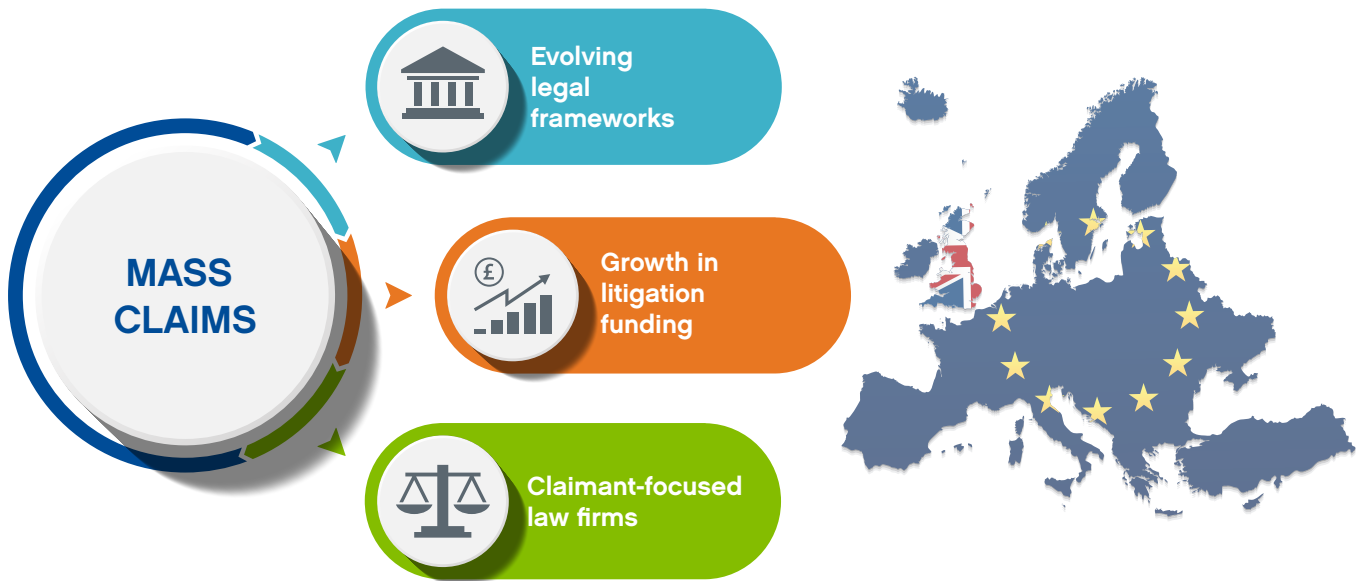 MASS
CLAIMS
Evolving
legal
frameworks
£
Growth in
litigation
funding
Claimant-focused
law firms